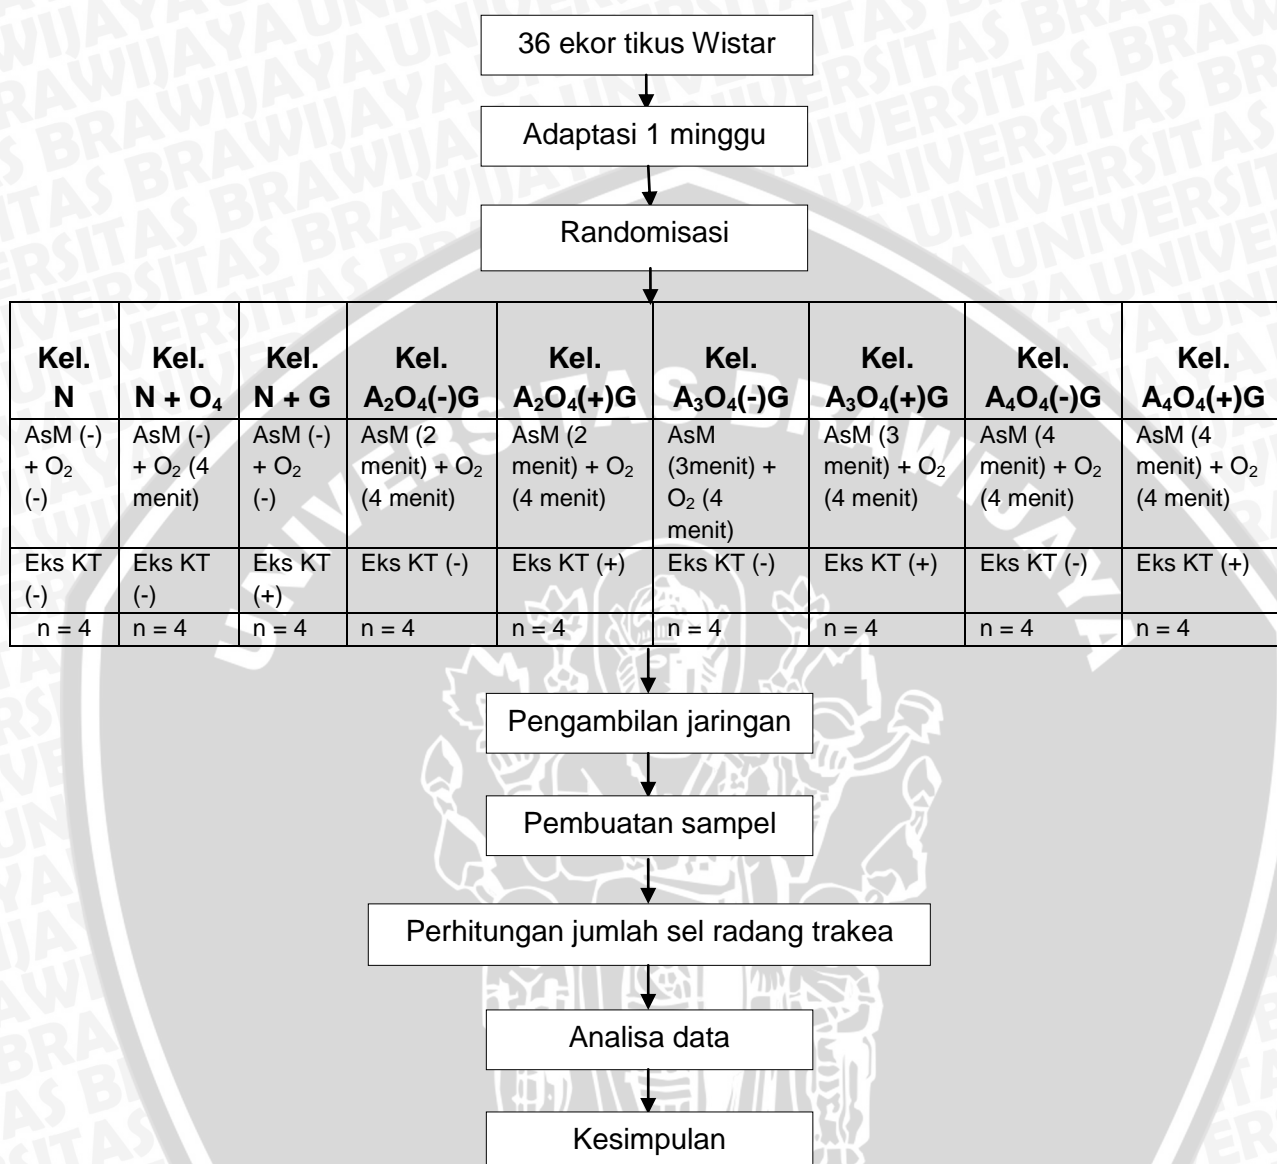 36 ekor tikus Wistar
Adaptasi 1 minggu
Randomisasi
Kel. N
Kel. N + O₄
Kel. N + G
Kel. A₂O₄(-)G
Kel. A₂O₄(+)G
Kel. A₃O₄(-)G
Kel. A₃O₄(+)G
Kel. A₄O₄(-)G
Kel. A₄O₄(+)G
AsM (-) + O₂ (-)
AsM (-) + O₂ (4 menit)
AsM (-) + O₂ (-)
AsM (2 menit) + O₂ (4 menit)
AsM (2 menit) + O₂ (4 menit)
AsM (3menit) + O₂ (4 menit)
AsM (3 menit) + O₂ (4 menit)
AsM (4 menit) + O₂ (4 menit)
AsM (4 menit) + O₂ (4 menit)
Eks KT (-)
Eks KT (-)
Eks KT (+)
Eks KT (-)
Eks KT (+)
Eks KT (-)
Eks KT (+)
Eks KT (-)
Eks KT (+)
n = 4
n = 4
n = 4
n = 4
n = 4
n = 4
n = 4
n = 4
n = 4
Pengambilan jaringan
Pembuatan sampel
Perhitungan jumlah sel radang trakea
Analisa data
Kesimpulan
UNIVERSITAS BRAWIJAYA